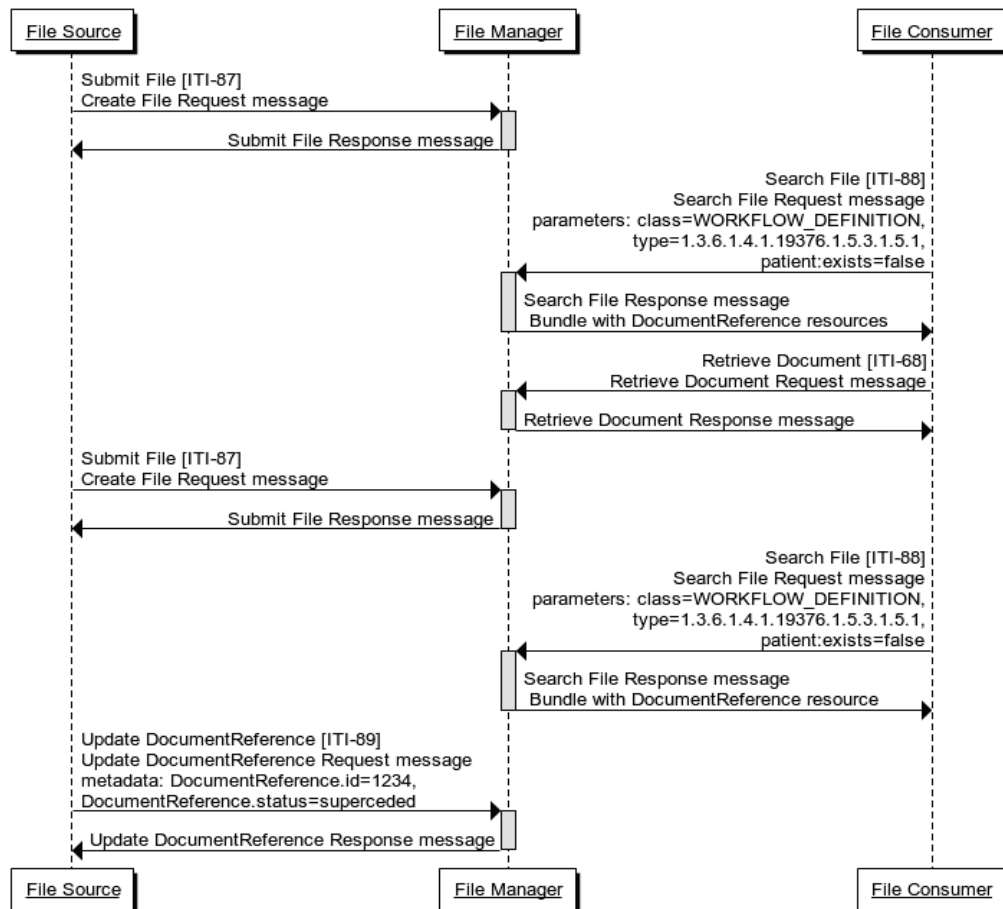 File Source
File Manager
File Consumer
Submit File [ITI-87]
Create File Request message
Submit File Response message
Search File [ITI-88]
Search File Request message
parameters: class=WORKFLOW_DEFINITION,
type=1.3.6.1.4.1.19376.1.5.3.1.5.1,
patient:exists=false
Search File Response message
Bundle with DocumentReference resources
Retrieve Document [ITI-68]
Retrieve Document Request message
Retrieve Document Response message
Submit File [ITI-87]
Create File Request message
Submit File Response message
Search File [ITI-88]
Search File Request message
parameters: class=WORKFLOW_DEFINITION,
type=1.3.6.1.4.1.19376.1.5.3.1.5.1,
patient:exists=false
Search File Response message
Bundle with DocumentReference resource
Update DocumentReference [ITI-89]
Update DocumentReference Request message
metadata: DocumentReference.id=1234,
DocumentReference.status=superceded
Update DocumentReference Response message
File Source
File Manager
File Consumer